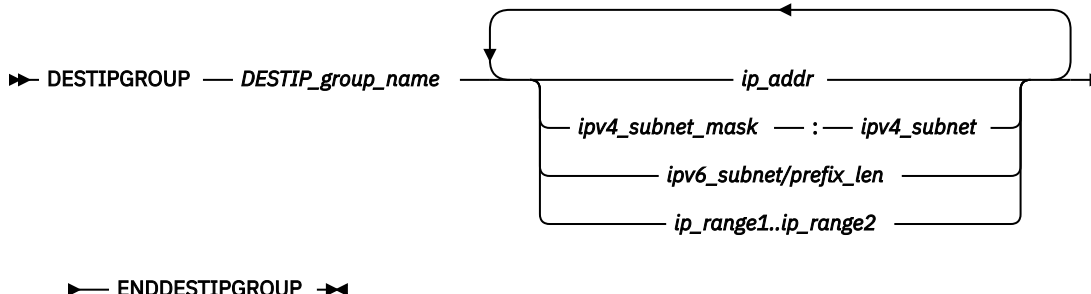 DESTIPGROUP DESTIP_group_name ip_addr
ipv4_subnet_mask : ipv4_subnet
ipv6_subnet/prefix_len
ip_range1..ip_range2
ENDDESTIPGROUP